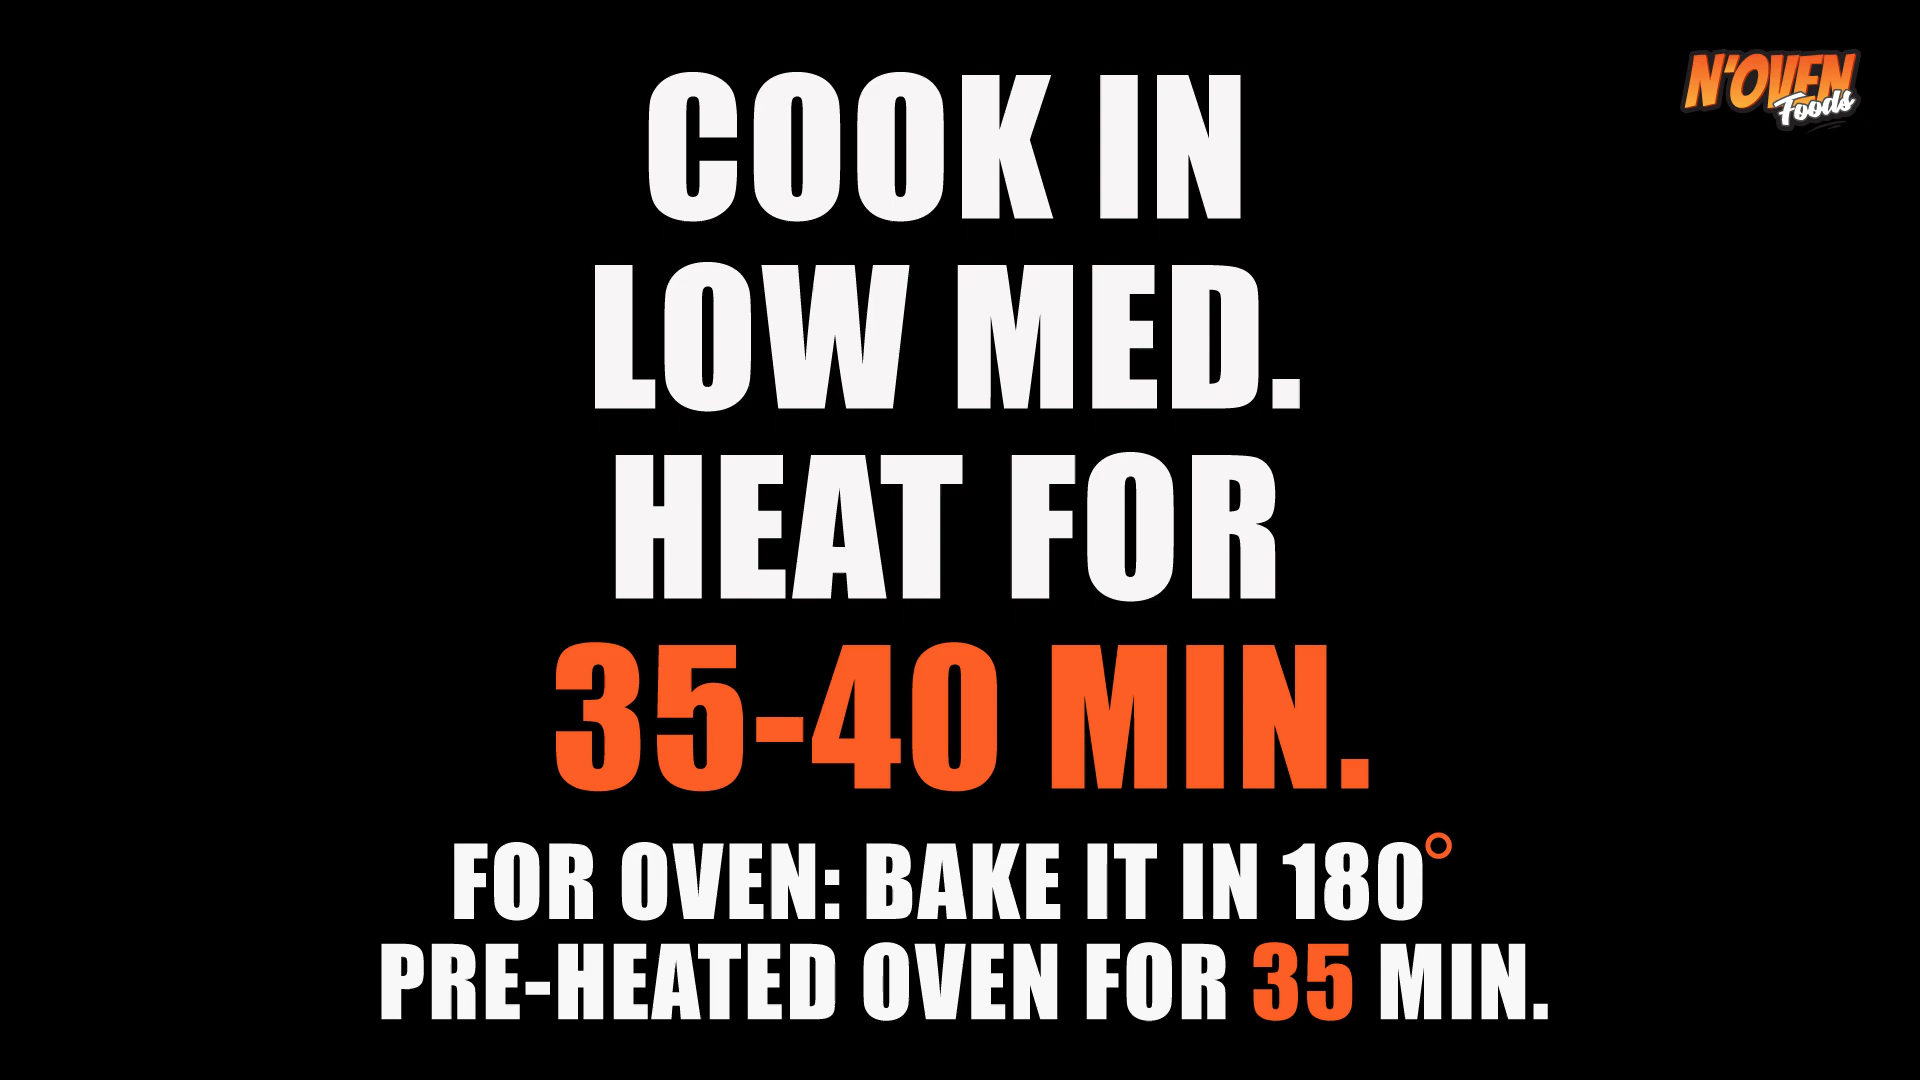 N'OVEN
Foods
COOK IN
LOW MED.
HEAT FOR
35-40 MIN.
FOR OVEN: BAKE IT IN 180°
PRE-HEATED OVEN FOR 35 MIN.